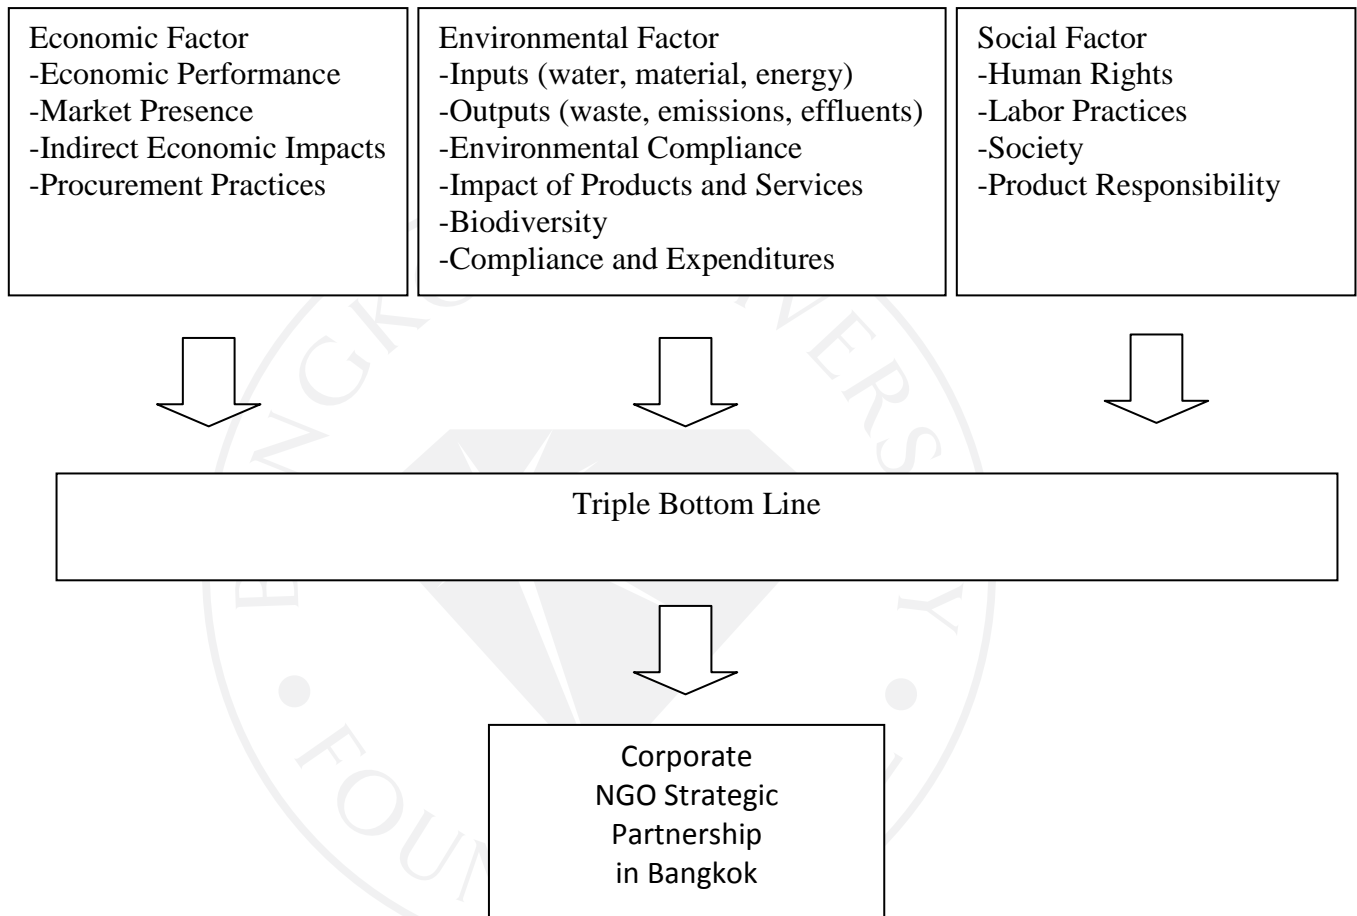 Economic Factor
-Economic Performance
-Market Presence
-Indirect Economic Impacts
-Procurement Practices
Environmental Factor
-Inputs (water, material, energy)
-Outputs (waste, emissions, effluents)
-Environmental Compliance
-Impact of Products and Services
-Biodiversity
-Compliance and Expenditures
Social Factor
-Human Rights
-Labor Practices
-Society
-Product Responsibility
Triple Bottom Line
Corporate
NGO Strategic
Partnership
in Bangkok